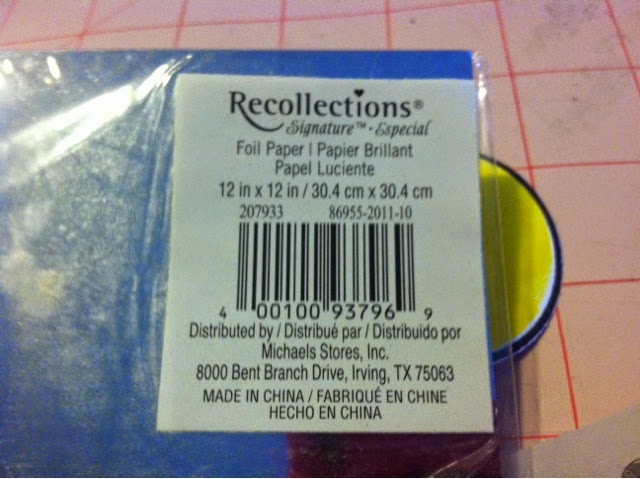 Recollections®
Signature™ · Especial
Foil Paper | Papier Brillant
Papel Luciente
12 in x 12 in / 30.4 cm x 30.4 cm
207933 86955-2011-10
4 00100 93796 9
Distributed by / Distribué par / Distribuido por
Michaels Stores, Inc.
8000 Bent Branch Drive, Irving, TX 75063
MADE IN CHINA / FABRIQUÉ EN CHINE
HECHO EN CHINA